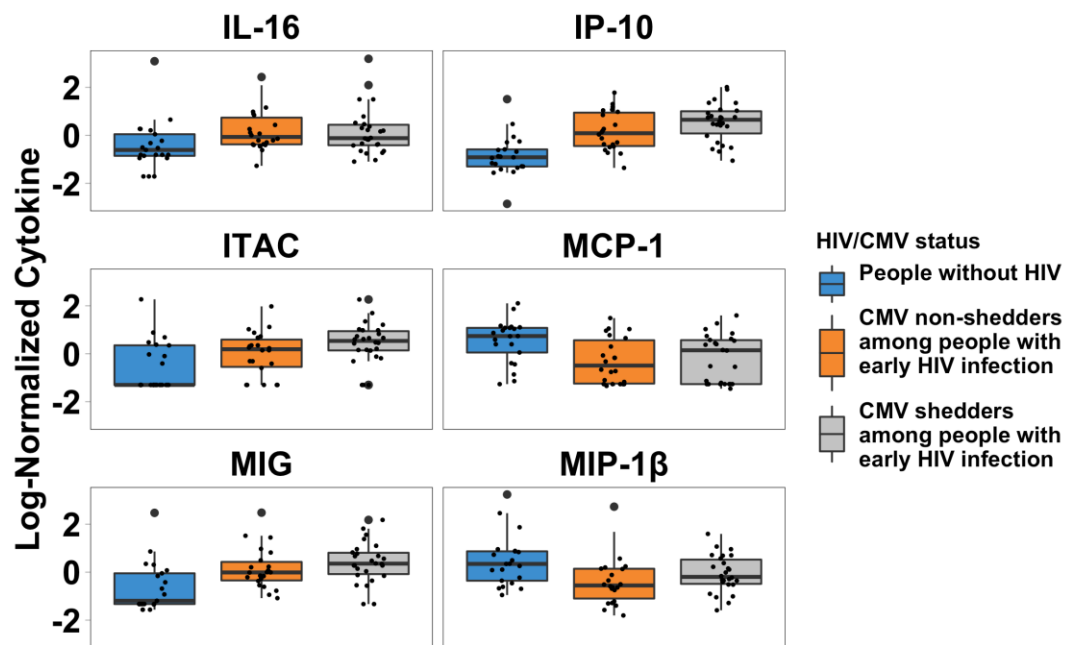 IL-16
IP-10
2
0
-2
ITAC
MCP-1
2
0
-2
MIG
MIP-1β
2
0
-2
Log-Normalized Cytokine
HIV/CMV status
People without HIV
CMV non-shedders
among people with
early HIV infection
CMV shedders
among people with
early HIV infection